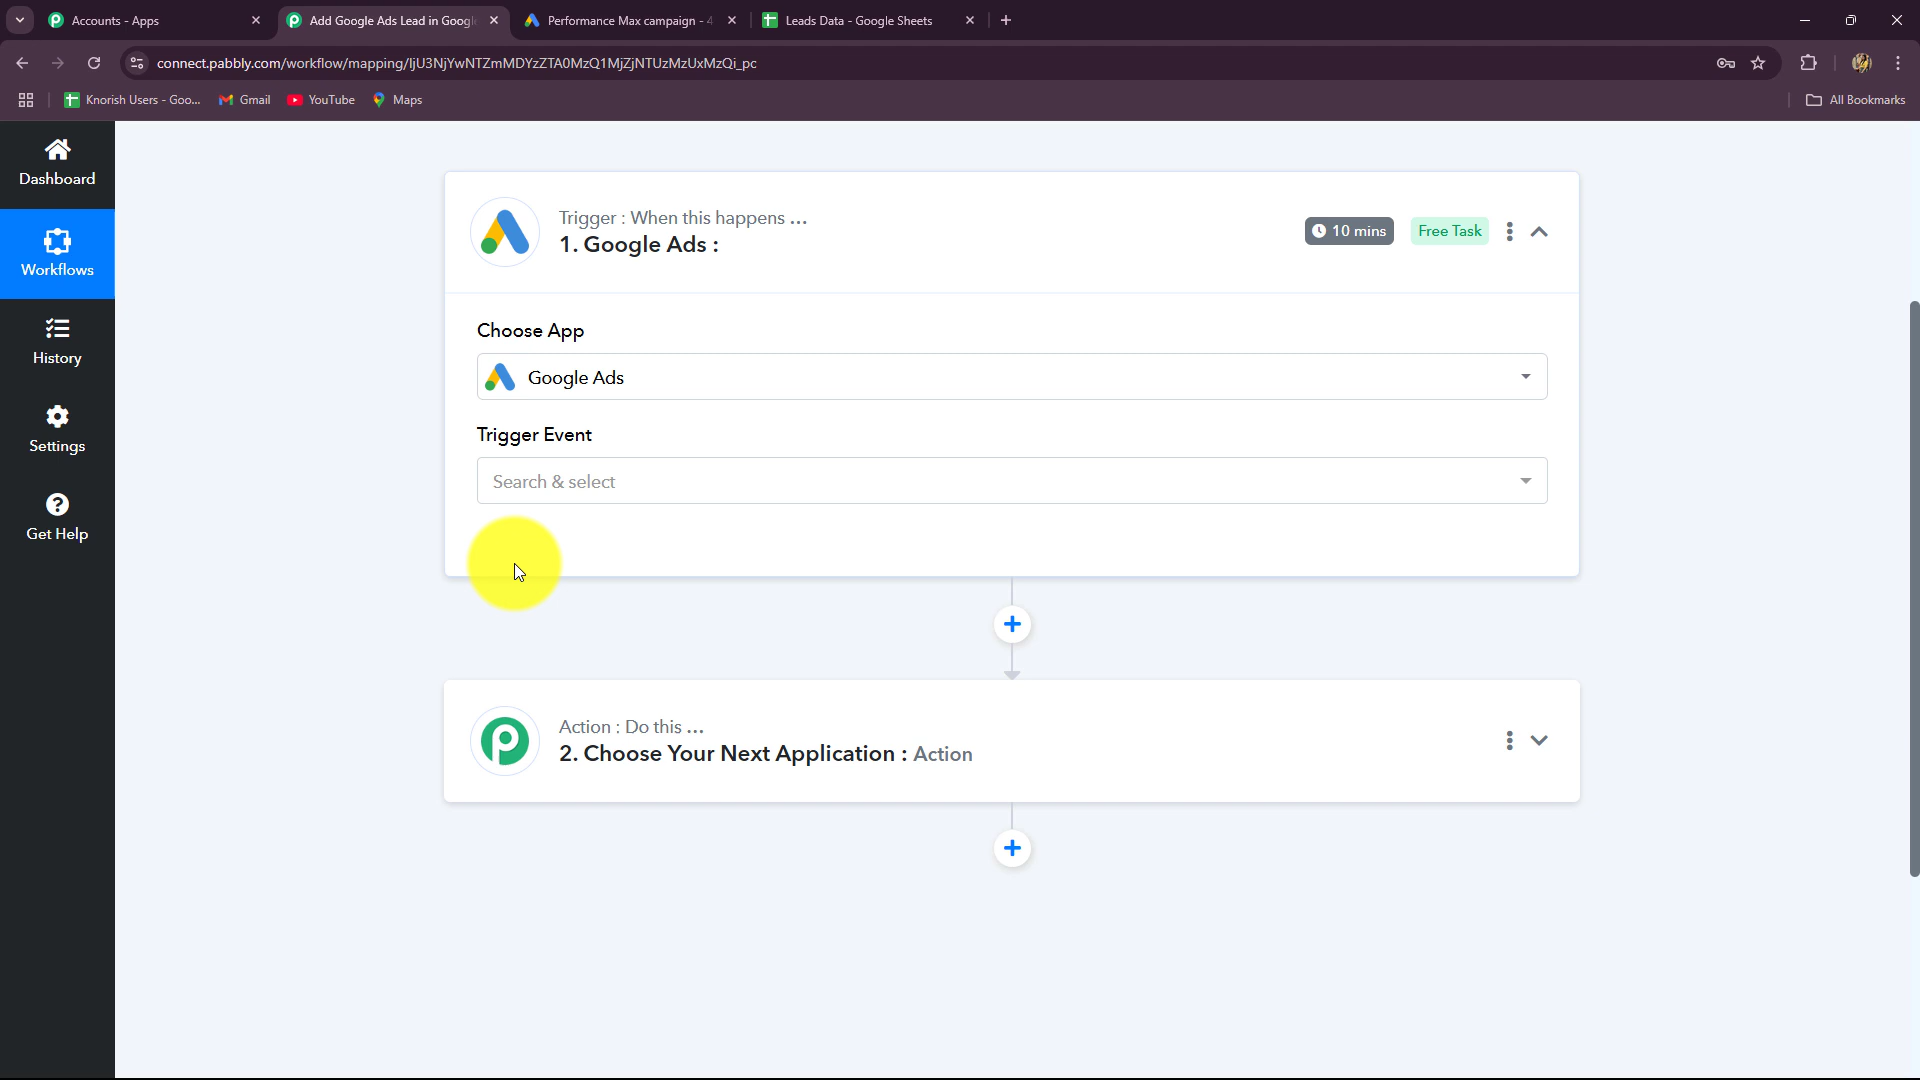 Accounts - Apps
Add Google Ads Lead in Googl
Performance Max campaign - 4
Leads Data - Google Sheets
connect.pabbly.com/workflow/mapping/IjU3NjYwNTZmMDYzZTA0MzQ1MjZjNTUzMzUxMzQi_pc
Knorish Users - Goo...
Gmail
YouTube
Maps
All Bookmarks
Dashboard
Workflows
History
Settings
Get Help
Trigger : When this happens ...
1. Google Ads :
10 mins
Free Task
Choose App
Google Ads
Trigger Event
Search & select
Action : Do this ...
2. Choose Your Next Application : Action